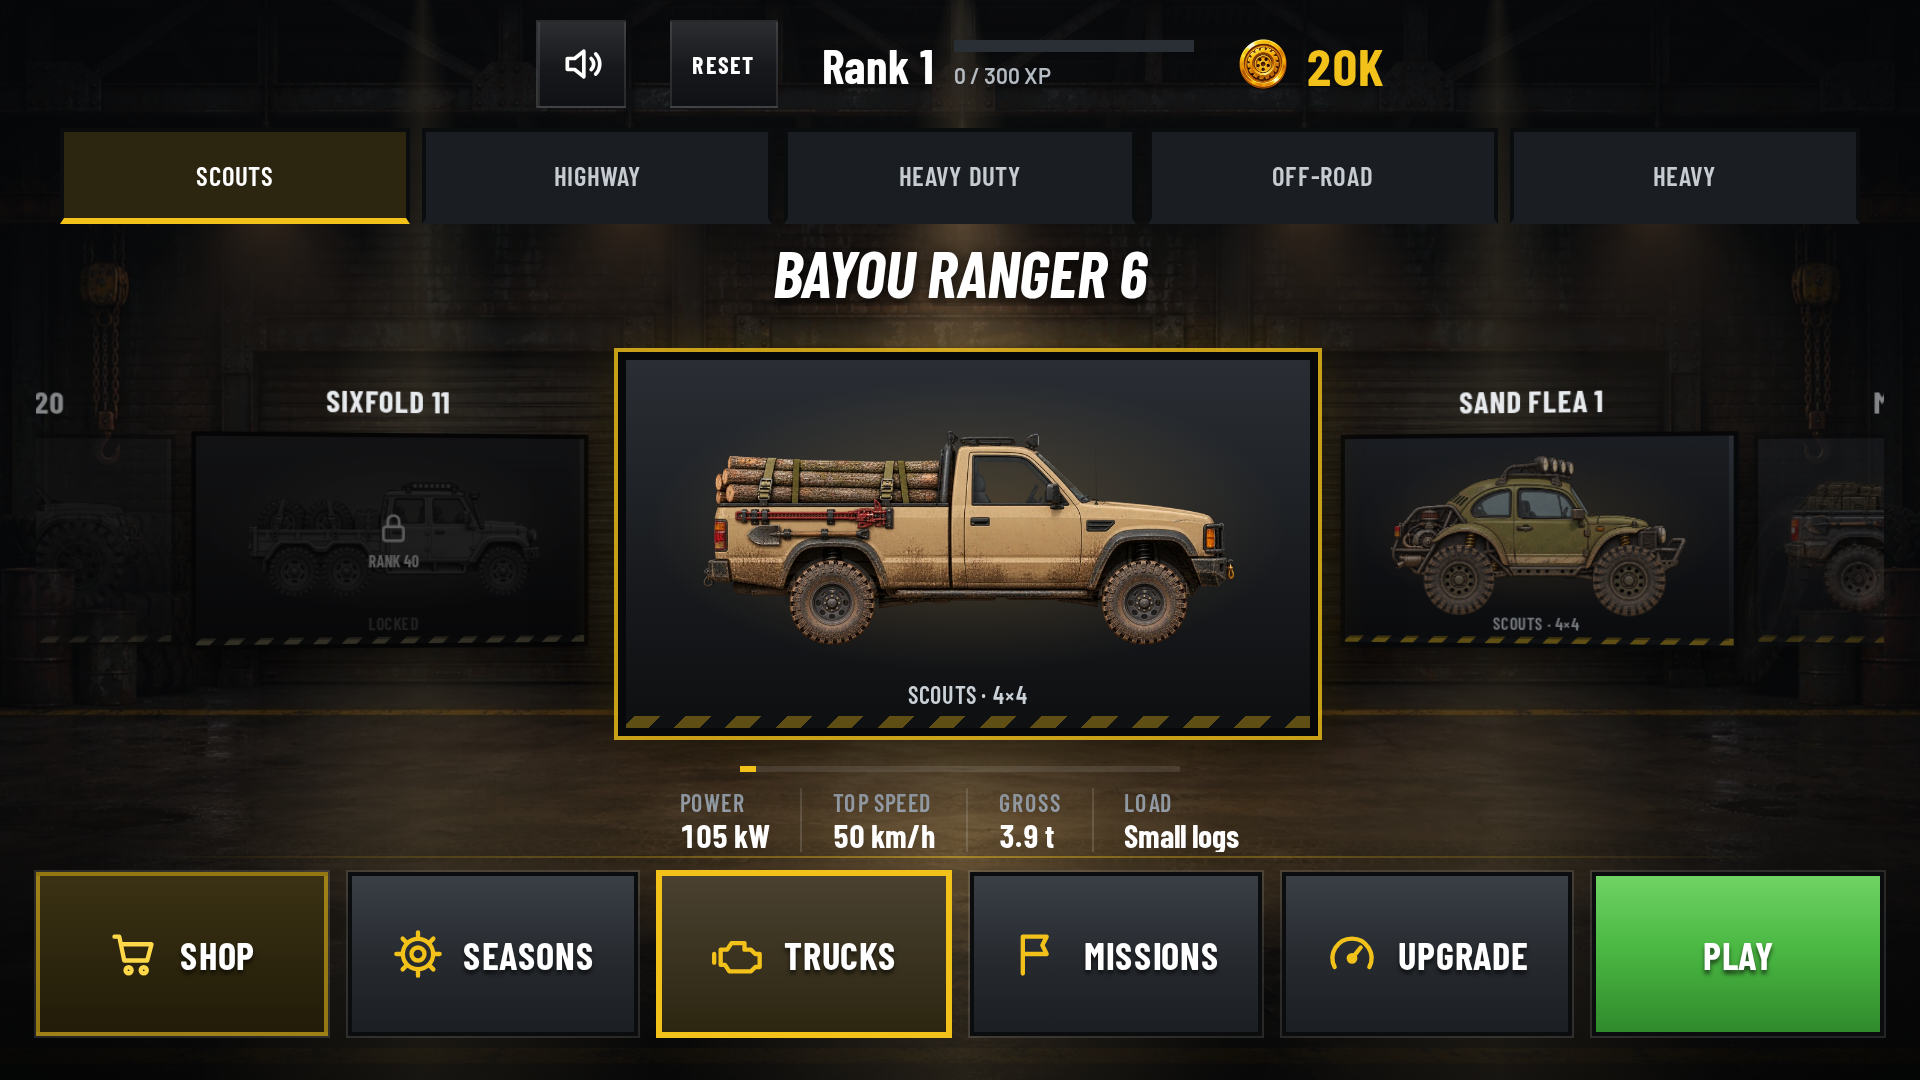 RESET
Rank 1
0 / 300 XP
20K
SCOUTS
HIGHWAY
HEAVY DUTY
OFF-ROAD
HEAVY
BAYOU RANGER 6
20
SIXFOLD 11
SAND FLEA 1
RANK 40
LOCKED
SCOUTS · 4×4
SCOUTS · 4×4
POWER
105 kW
TOP SPEED
50 km/h
GROSS
3.9 t
LOAD
Small logs
SHOP
SEASONS
TRUCKS
MISSIONS
UPGRADE
PLAY